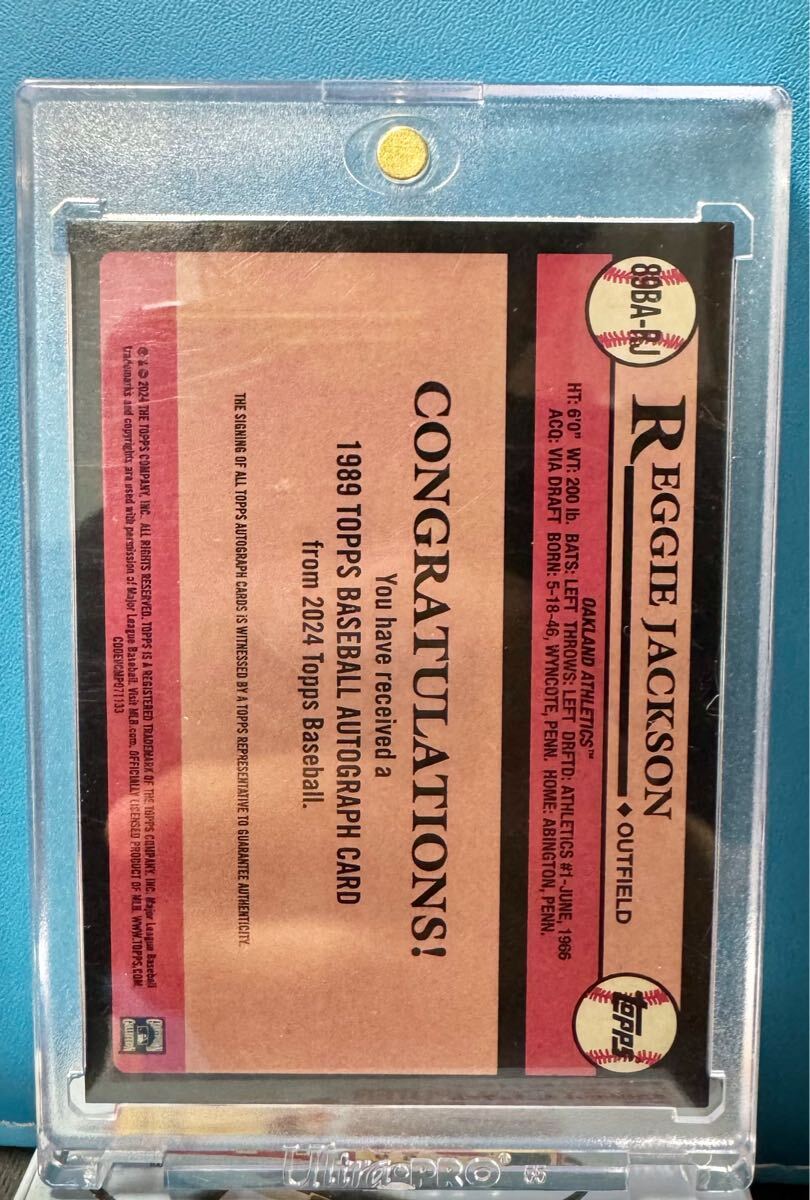 89BA-RJ
REGGIE JACKSON
◆ OUTFIELD
topps
OAKLAND ATHLETICS™
HT: 6'0" WT: 200 lb. BATS: LEFT THROWS: LEFT DRFTD: ATHLETICS #1-JUNE, 1966
ACQ: VIA DRAFT BORN: 5-18-46, WYNCOTE, PENN. HOME: ABINGTON, PENN.
CONGRATULATIONS!
You have received a
1989 TOPPS BASEBALL AUTOGRAPH CARD
from 2024 Topps Baseball.
THE SIGNING OF ALL TOPPS AUTOGRAPH CARDS IS WITNESSED BY A TOPPS REPRESENTATIVE TO GUARANTEE AUTHENTICITY.
® & © 2024 THE TOPPS COMPANY, INC. ALL RIGHTS RESERVED. TOPPS IS A REGISTERED TRADEMARK OF THE TOPPS COMPANY, INC. Major League Baseball
trademarks and copyrights are used with permission of Major League Baseball. Visit MLB.com. OFFICIALLY LICENSED PRODUCT OF MLB. WWW.TOPPS.COM
CODE#CMP071133
UltraPRO®